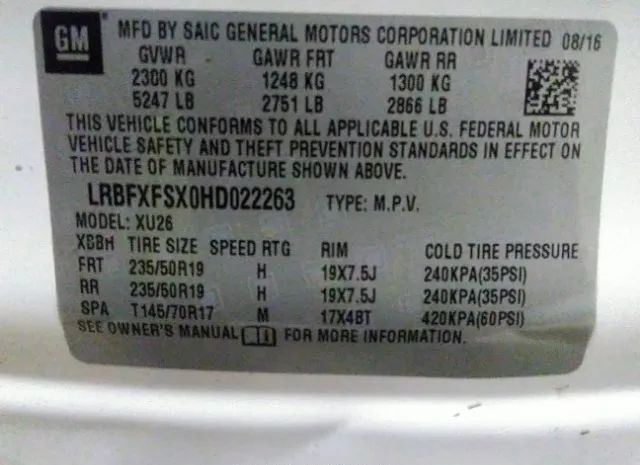 GM MFD BY SAIC GENERAL MOTORS CORPORATION LIMITED 08/16
GVWR GAWR FRT GAWR RR
2300 KG 1248 KG 1300 KG
5247 LB 2751 LB 2866 LB
THIS VEHICLE CONFORMS TO ALL APPLICABLE U.S. FEDERAL MOTOR
VEHICLE SAFETY AND THEFT PREVENTION STANDARDS IN EFFECT ON
THE DATE OF MANUFACTURE SHOWN ABOVE.
LRBFXFSX0HD022263 TYPE: M.P.V.
MODEL: XU26
XBBH TIRE SIZE SPEED RTG RIM COLD TIRE PRESSURE
FRT 235/50R19 H 19X7.5J 240KPA(35PSI)
RR 235/50R19 H 19X7.5J 240KPA(35PSI)
SPA T145/70R17 M 17X4BT 420KPA(60PSI)
SEE OWNER'S MANUAL FOR MORE INFORMATION.